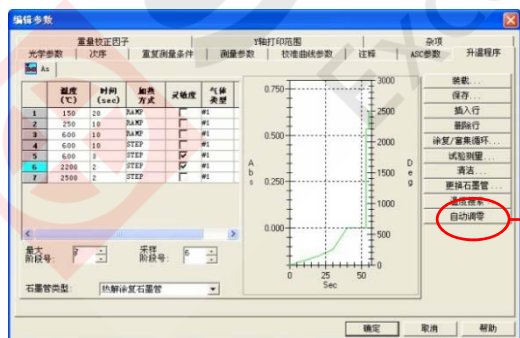 编辑参数
重量校正因子 Y轴打印范围 杂项
光学参数 次序 重复测量条件 测量参数 校准曲线参数 注释 ASC参数 升温程序
As
温度(℃) 时间(sec) 加热方式 灵敏度 气体类型
1 150 20 RAMP #1
2 250 10 RAMP #1
3 600 10 RAMP #1
4 600 10 STEP #1
5 600 3 STEP #1
6 2200 2 STEP #1
7 2500 2 STEP #1
最大阶段号: 7
采样阶段号: 6
石墨管类型: 热解涂复石墨管
Abs
0.750
0.500
0.250
0.000
3000
2500
2000
1500
1000
500
0
Deg
0 25 50
Sec
装载...
保存...
插入行
删除行
涂复/富集循环...
试验测量...
清洁...
更换石墨管...
温度搜索...
自动调零
确定 取消 帮助
EXC